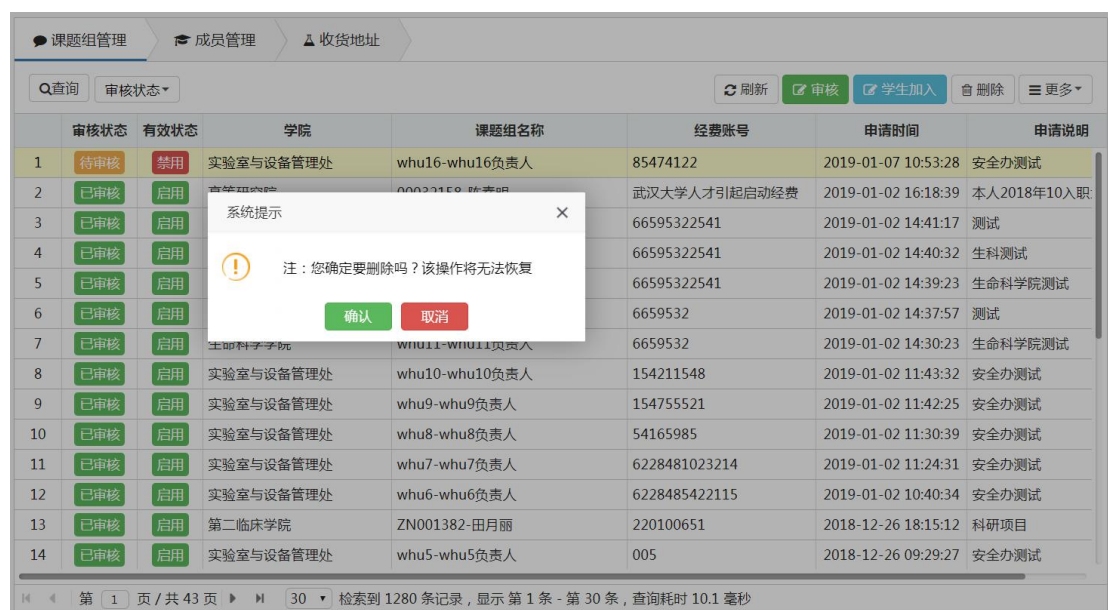 课题组管理 成员管理 收货地址
查询 审核状态 刷新 审核 学生加入 删除 更多
审核状态 有效状态 学院 课题组名称 经费账号 申请时间 申请说明
1 待审核 禁用 实验室与设备管理处 whu16-whu16负责人 85474122 2019-01-07 10:53:28 安全办测试
2 已审核 启用 高等研究院 00032158 武汉大学人才引起启动经费 2019-01-02 16:18:39 本人2018年10入职
系统提示
3 已审核 启用 66595322541 2019-01-02 14:41:17 测试
4 已审核 启用 66595322541 2019-01-02 14:40:32 生科测试
注：您确定要删除吗？该操作将无法恢复
5 已审核 启用 66595322541 2019-01-02 14:39:23 生命科学院测试
6 已审核 启用 6659532 2019-01-02 14:37:57 测试
确认 取消
7 已审核 启用 生命科学学院 whu11-whu11负责人 6659532 2019-01-02 14:30:23 生命科学院测试
8 已审核 启用 实验室与设备管理处 whu10-whu10负责人 154211548 2019-01-02 11:43:32 安全办测试
9 已审核 启用 实验室与设备管理处 whu9-whu9负责人 154755521 2019-01-02 11:42:25 安全办测试
10 已审核 启用 实验室与设备管理处 whu8-whu8负责人 54165985 2019-01-02 11:30:39 安全办测试
11 已审核 启用 实验室与设备管理处 whu7-whu7负责人 6228481023214 2019-01-02 11:24:31 安全办测试
12 已审核 启用 实验室与设备管理处 whu6-whu6负责人 6228485422115 2019-01-02 10:40:34 安全办测试
13 已审核 启用 第二临床学院 ZN001382-田月丽 220100651 2018-12-26 18:15:12 科研项目
14 已审核 启用 实验室与设备管理处 whu5-whu5负责人 005 2018-12-26 09:29:27 安全办测试
第 1 页 / 共 43 页 30 检索到 1280 条记录，显示 第 1 条 - 第 30 条，查询耗时 10.1 毫秒